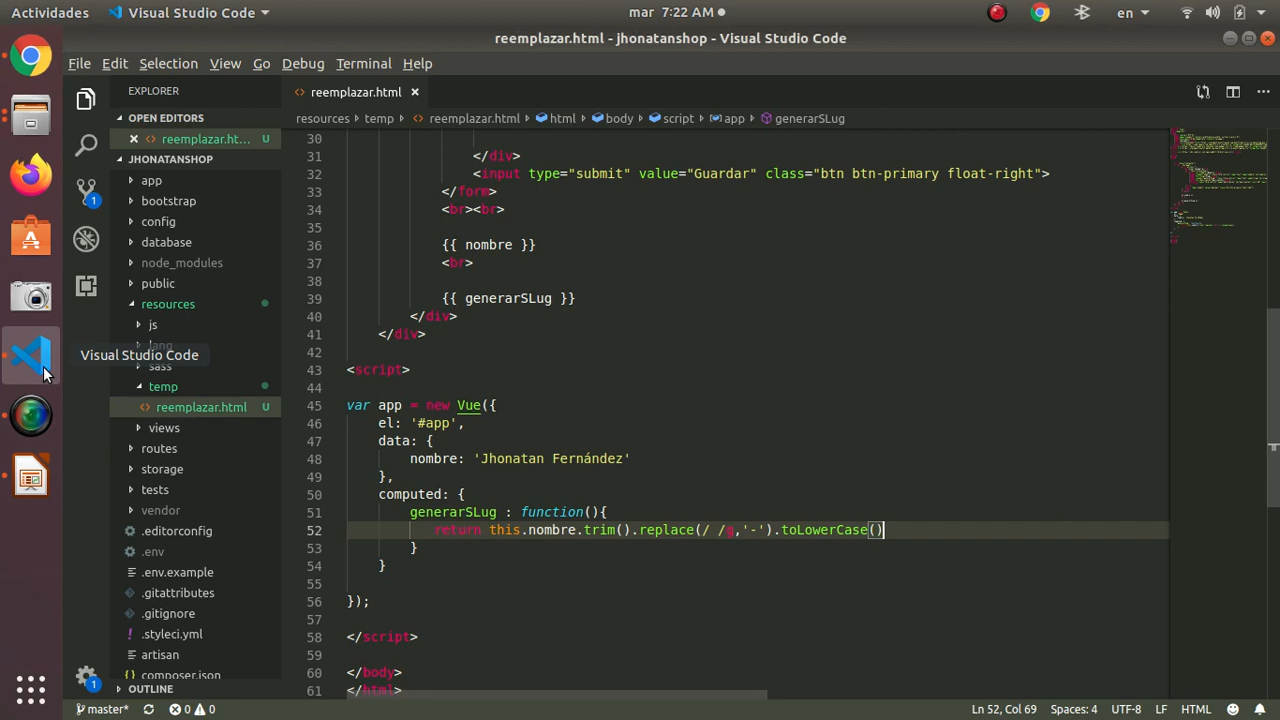 Actividades
Visual Studio Code
mar 7:22 AM
en
reemplazar.html - jhonatanshop - Visual Studio Code
File Edit Selection View Go Debug Terminal Help
EXPLORER
OPEN EDITORS
reemplazar.ht... U
JHONATANSHOP
app
bootstrap
config
database
node_modules
public
resources
js
lang
sass
temp
reemplazar.html U
views
routes
storage
tests
vendor
.editorconfig
.env
.env.example
.gitattributes
.gitignore
.styleci.yml
artisan
composer.json
OUTLINE
Visual Studio Code
1
1
reemplazar.html
resources temp reemplazar.html html body script app generarSLug
30
31 </div>
32 <input type="submit" value="Guardar" class="btn btn-primary float-right">
33 </form>
34 <br><br>
35
36 {{ nombre }}
37 <br>
38
39 {{ generarSLug }}
40 </div>
41 </div>
42
43 <script>
44
45 var app = new Vue({
46 el: '#app',
47 data: {
48 nombre: 'Jhonatan Fernández'
49 },
50 computed: {
51 generarSLug : function(){
52 return this.nombre.trim().replace(/ /g,'-').toLowerCase()
53 }
54 }
55
56 });
57
58 </script>
59
60 </body>
61 </html>
master* 0 0
Ln 52, Col 69 Spaces: 4 UTF-8 LF HTML